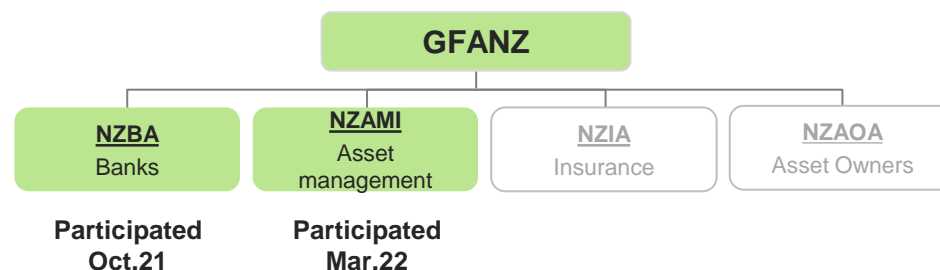 GFANZ
NZBA
Banks
NZAMI
Asset
management
NZIA
Insurance
NZAOA
Asset Owners
Participated
Oct.21
Participated
Mar.22